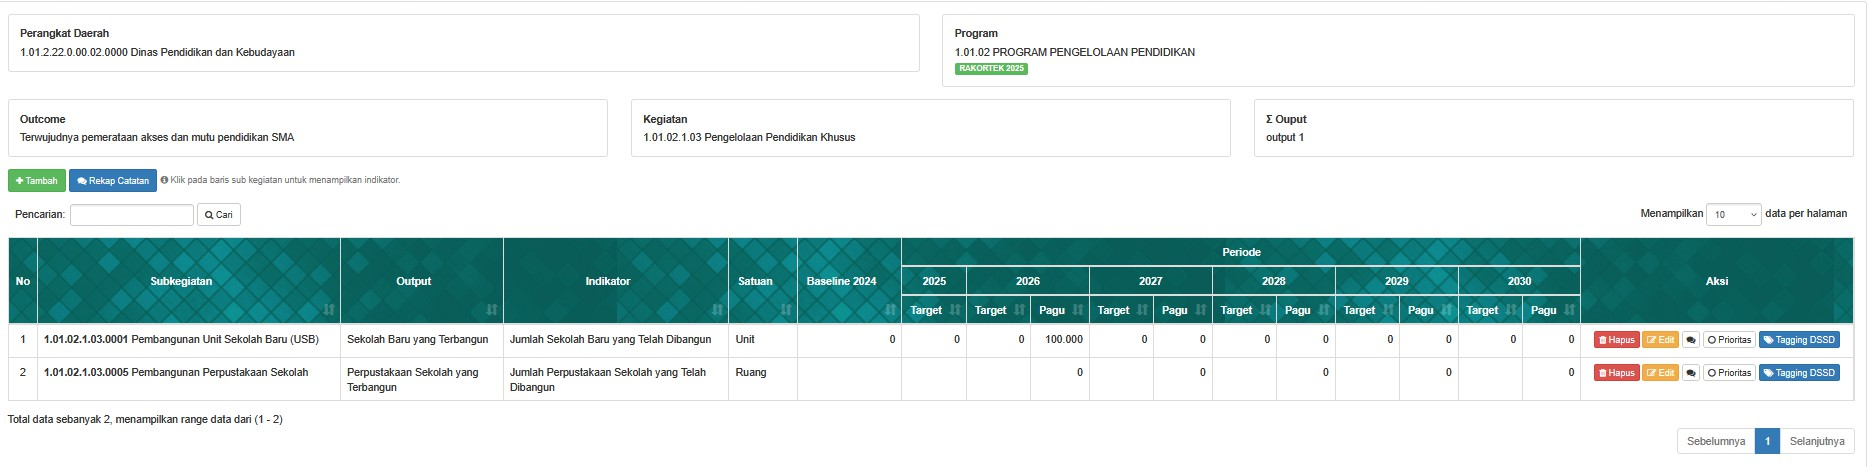 Perangkat Daerah
1.01.2.22.0.00.02.0000 Dinas Pendidikan dan Kebudayaan
Program
1.01.02 PROGRAM PENGELOLAAN PENDIDIKAN
RAKORTEK 2025
Outcome
Terwujudnya pemerataan akses dan mutu pendidikan SMA
Kegiatan
1.01.02.1.03 Pengelolaan Pendidikan Khusus
Σ Ouput
output 1
Tambah Rekap Catatan Klik pada baris sub kegiatan untuk menampilkan indikator.
Pencarian: Cari Menampilkan 10 data per halaman
No Subkegiatan Output Indikator Satuan Baseline 2024 Periode Aksi
2025 2026 2027 2028 2029 2030
Target Target Pagu Target Pagu Target Pagu Target Pagu Target Pagu
1 1.01.02.1.03.0001 Pembangunan Unit Sekolah Baru (USB) Sekolah Baru yang Terbangun Jumlah Sekolah Baru yang Telah Dibangun Unit 0 0 0 100.000 0 0 0 0 0 0 0 0 Hapus Edit Prioritas Tagging DSSD
2 1.01.02.1.03.0005 Pembangunan Perpustakaan Sekolah Perpustakaan Sekolah yang Terbangun Jumlah Perpustakaan Sekolah yang Telah Dibangun Ruang 0 0 0 0 0 Hapus Edit Prioritas Tagging DSSD
Total data sebanyak 2, menampilkan range data dari (1 - 2)
Sebelumnya 1 Selanjutnya